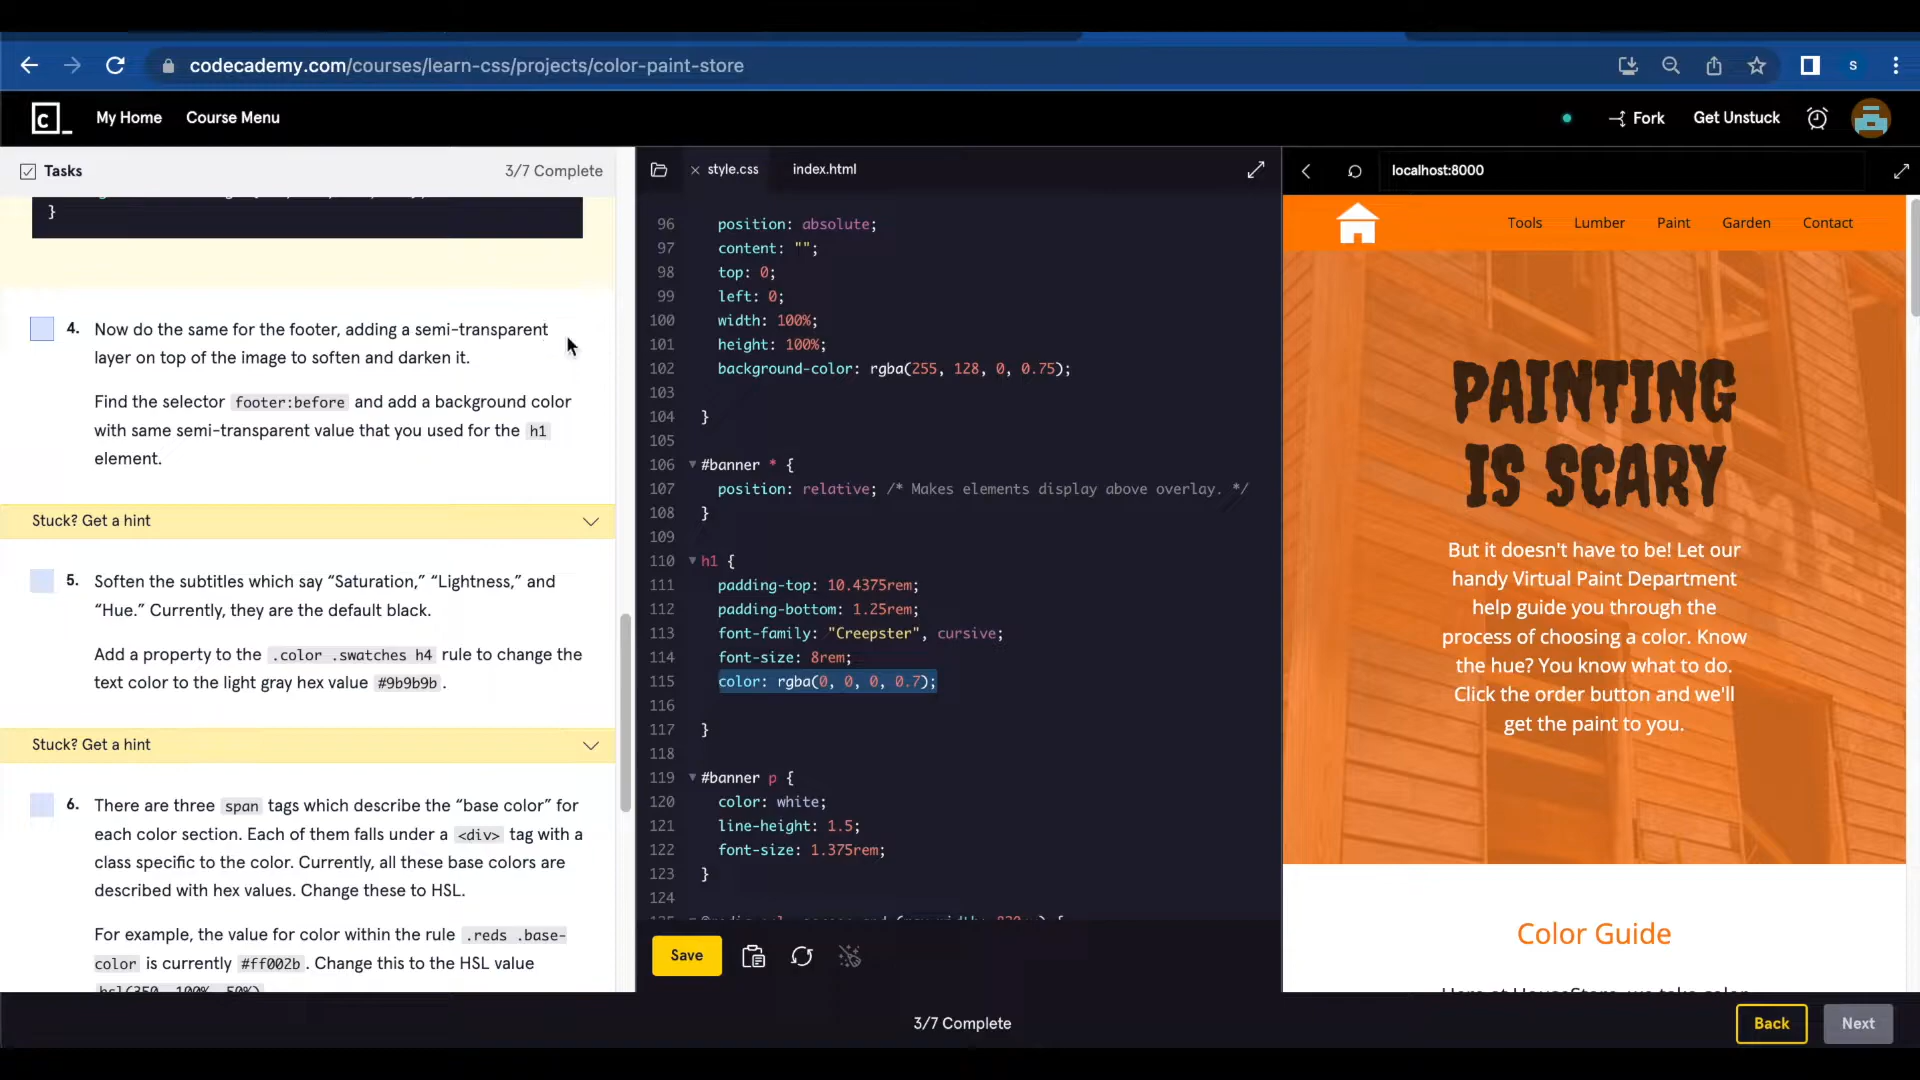 codecademy.com/courses/learn-css/projects/color-paint-store
s
c_
My Home
Course Menu
Fork
Get Unstuck
Tasks
3/7 Complete
}
4. Now do the same for the footer, adding a semi-transparent
layer on top of the image to soften and darken it.
Find the selector footer:before and add a background color
with same semi-transparent value that you used for the h1
element.
Stuck? Get a hint
5. Soften the subtitles which say “Saturation,” “Lightness,” and
“Hue.” Currently, they are the default black.
Add a property to the .color .swatches h4 rule to change the
text color to the light gray hex value #9b9b9b.
Stuck? Get a hint
6. There are three span tags which describe the “base color” for
each color section. Each of them falls under a <div> tag with a
class specific to the color. Currently, all these base colors are
described with hex values. Change these to HSL.
For example, the value for color within the rule .reds .base-
color is currently #ff002b. Change this to the HSL value
hsl(350, 100%, 50%)
style.css
index.html
96 position: absolute;
97 content: "";
98 top: 0;
99 left: 0;
100 width: 100%;
101 height: 100%;
102 background-color: rgba(255, 128, 0, 0.75);
103
104 }
105
106 #banner * {
107 position: relative; /* Makes elements display above overlay. */
108 }
109
110 h1 {
111 padding-top: 10.4375rem;
112 padding-bottom: 1.25rem;
113 font-family: "Creepster", cursive;
114 font-size: 8rem;
115 color: rgba(0, 0, 0, 0.7);
116
117 }
118
119 #banner p {
120 color: white;
121 line-height: 1.5;
122 font-size: 1.375rem;
123 }
124
Save
localhost:8000
Tools
Lumber
Paint
Garden
Contact
PAINTING
IS SCARY
But it doesn't have to be! Let our
handy Virtual Paint Department
help guide you through the
process of choosing a color. Know
the hue? You know what to do.
Click the order button and we'll
get the paint to you.
Color Guide
Here at HouseStore, we take color
3/7 Complete
Back
Next